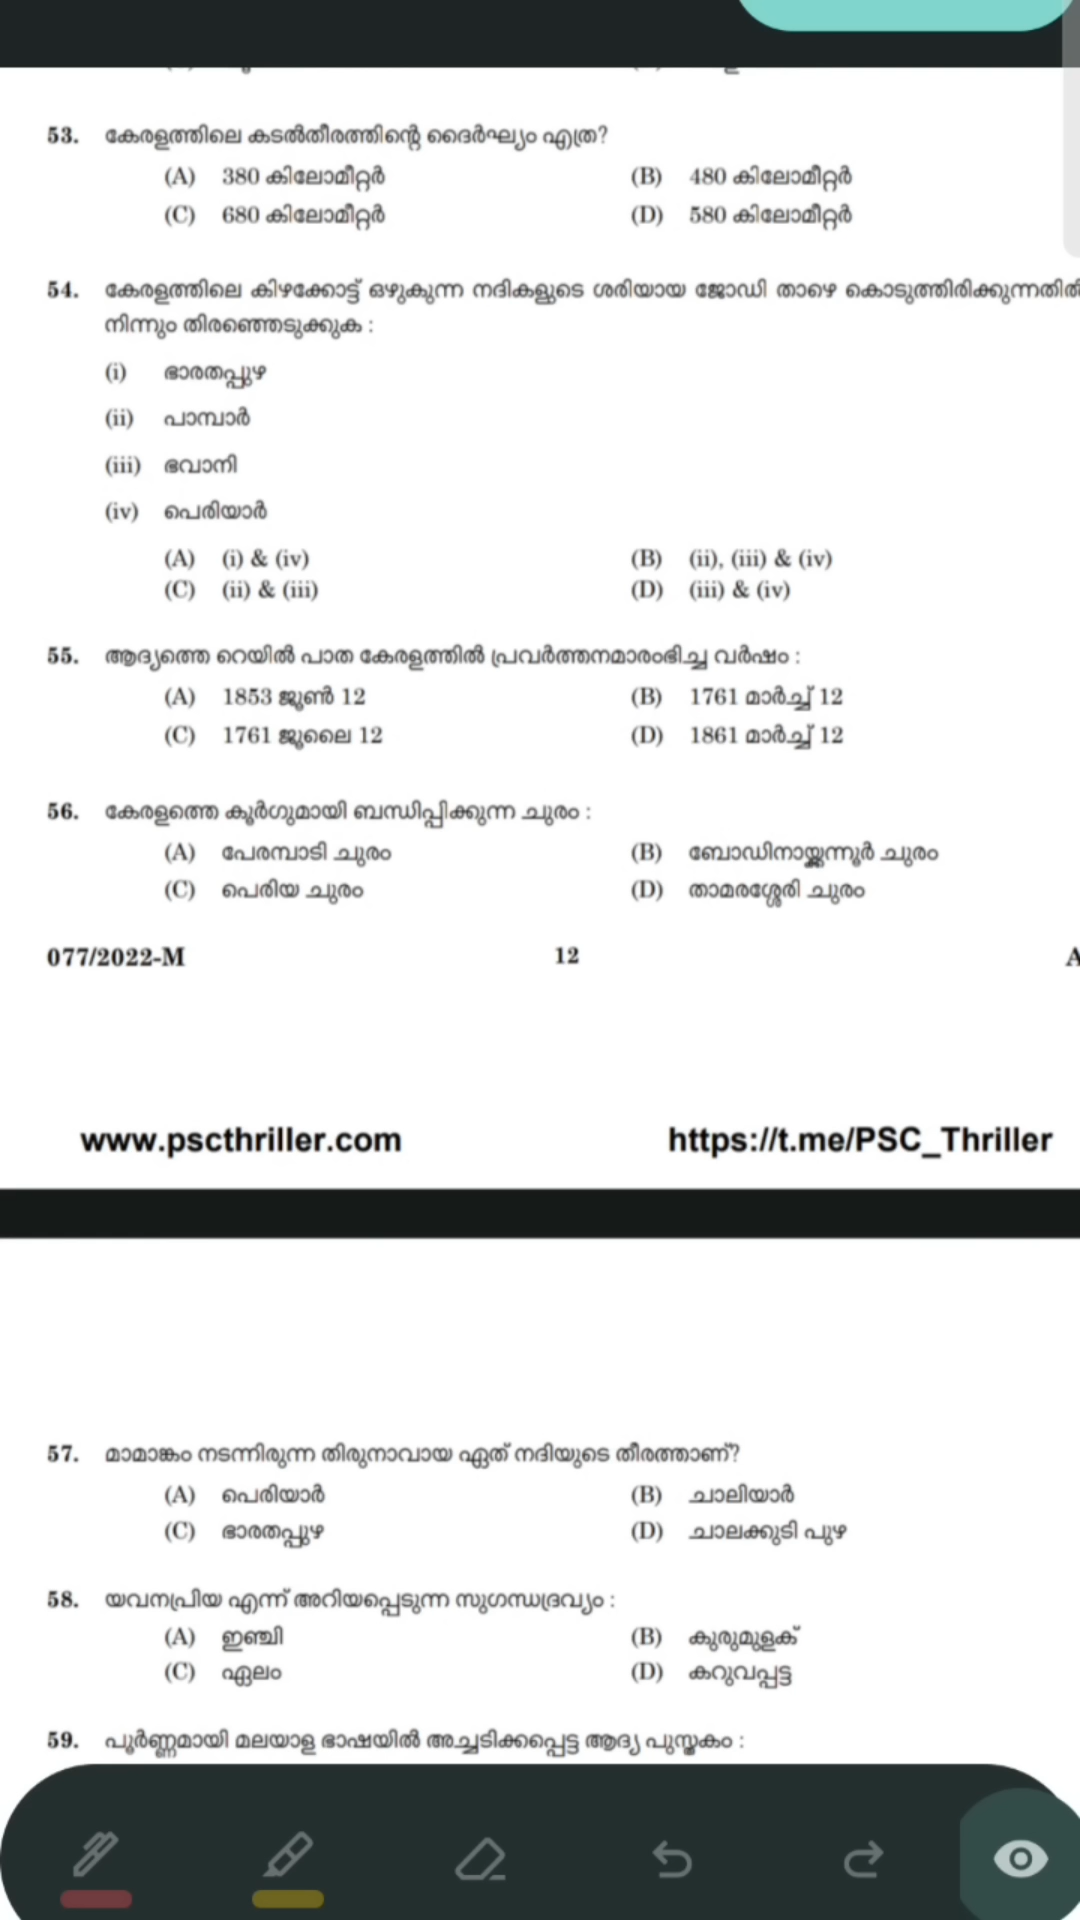 53. കേരളത്തിലെ കടൽതീരത്തിന്റെ ദൈർഘ്യം എത്ര?
(A) 380 കിലോമീറ്റർ (B) 480 കിലോമീറ്റർ
(C) 680 കിലോമീറ്റർ (D) 580 കിലോമീറ്റർ
54. കേരളത്തിലെ കിഴക്കോട്ട് ഒഴുകുന്ന നദികളുടെ ശരിയായ ജോഡി താഴെ കൊടുത്തിരിക്കുന്നതിൽ
നിന്നും തിരഞ്ഞെടുക്കുക :
(i) ഭാരതപ്പുഴ
(ii) പാമ്പാർ
(iii) ഭവാനി
(iv) പെരിയാർ
(A) (i) & (iv) (B) (ii), (iii) & (iv)
(C) (ii) & (iii) (D) (iii) & (iv)
55. ആദ്യത്തെ റെയിൽ പാത കേരളത്തിൽ പ്രവർത്തനമാരംഭിച്ച വർഷം :
(A) 1853 ജൂൺ 12 (B) 1761 മാർച്ച് 12
(C) 1761 ജൂലൈ 12 (D) 1861 മാർച്ച് 12
56. കേരളത്തെ കൂർഗുമായി ബന്ധിപ്പിക്കുന്ന ചുരം :
(A) പേരമ്പാടി ചുരം (B) ബോഡിനായ്ക്കന്നൂർ ചുരം
(C) പെരിയ ചുരം (D) താമരശ്ശേരി ചുരം
077/2022-M 12 A
www.pscthriller.com https://t.me/PSC_Thriller
57. മാമാങ്കം നടന്നിരുന്ന തിരുനാവായ ഏത് നദിയുടെ തീരത്താണ്?
(A) പെരിയാർ (B) ചാലിയാർ
(C) ഭാരതപ്പുഴ (D) ചാലക്കുടി പുഴ
58. യവനപ്രിയ എന്ന് അറിയപ്പെടുന്ന സുഗന്ധദ്രവ്യം :
(A) ഇഞ്ചി (B) കുരുമുളക്
(C) ഏലം (D) കറുവപ്പട്ട
59. പൂർണ്ണമായി മലയാള ഭാഷയിൽ അച്ചടിക്കപ്പെട്ട ആദ്യ പുസ്തകം :